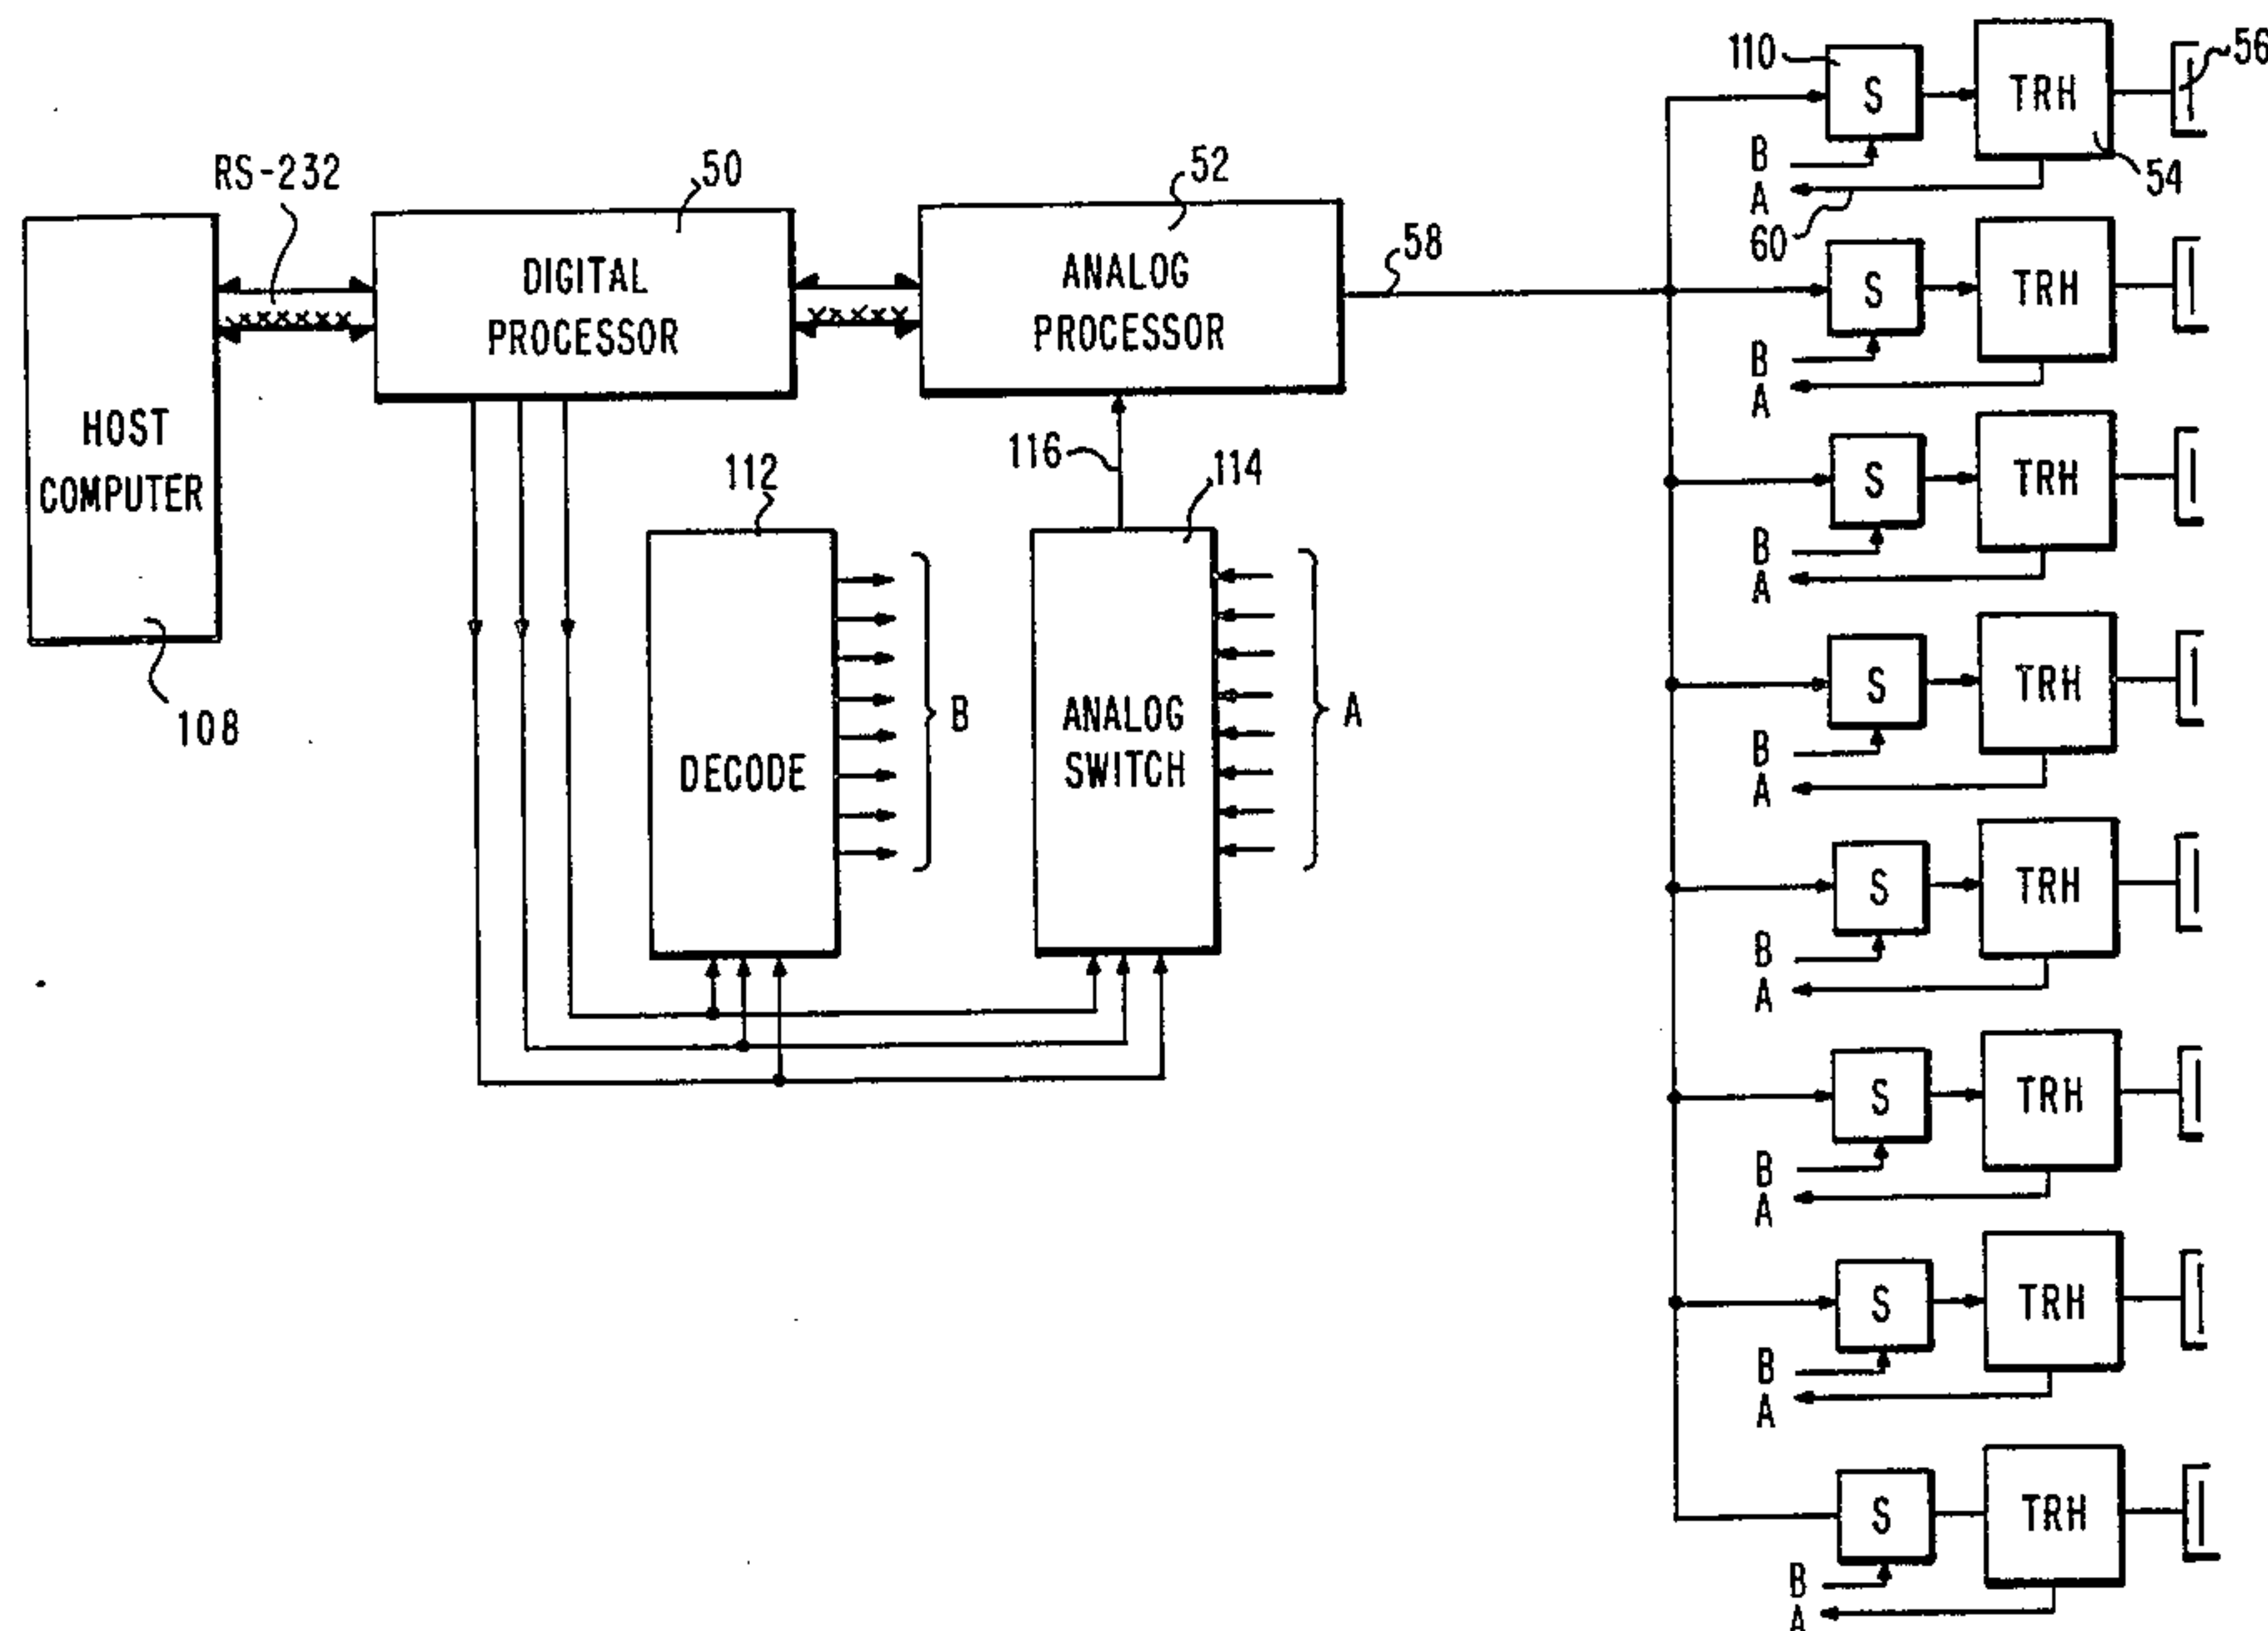 110
S
TRH
56
B
A
60
54
RS-232
50
52
58
HOST
COMPUTER
108
DIGITAL
PROCESSOR
ANALOG
PROCESSOR
116
112
114
DECODE
B
ANALOG
SWITCH
A
S
TRH
B
A
S
TRH
B
A
S
TRH
B
A
S
TRH
B
A
S
TRH
B
A
S
TRH
B
A
S
TRH
B
A